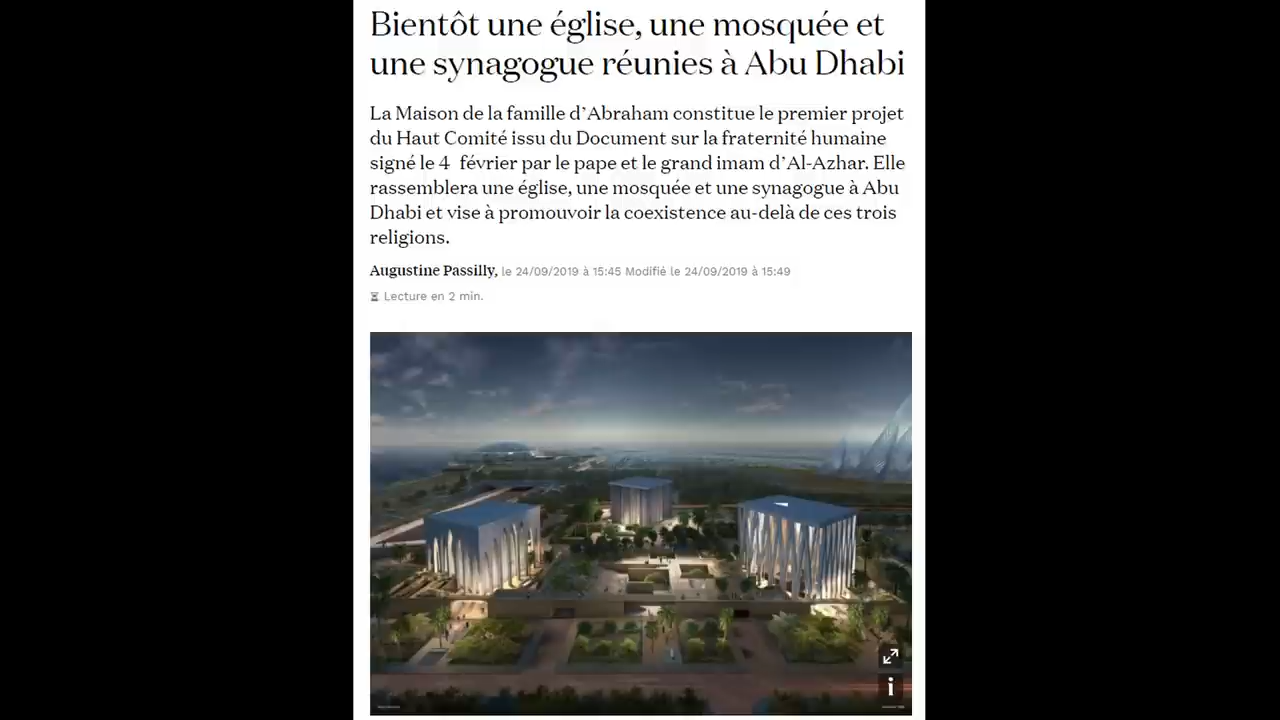 Bientôt une église, une mosquée et
une synagogue réunies à Abu Dhabi
La Maison de la famille d’Abraham constitue le premier projet
du Haut Comité issu du Document sur la fraternité humaine
signé le 4 février par le pape et le grand imam d’Al-Azhar. Elle
rassemblera une église, une mosquée et une synagogue à Abu
Dhabi et vise à promouvoir la coexistence au-delà de ces trois
religions.
Augustine Passilly, le 24/09/2019 à 15:45 Modifié le 24/09/2019 à 15:49
Lecture en 2 min.